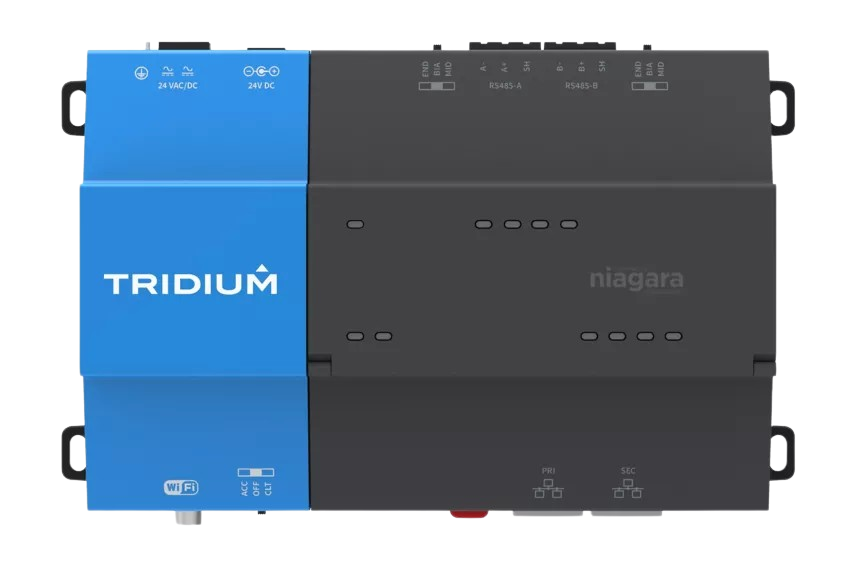 24 VAC/DC
24V DC
END
BIA
MID
A-
A+
SH
RS485-A
B-
B+
SH
RS485-B
END
BIA
MID
TRIDIUM
niagara
WiFi
ACC
OFF
CLT
PRI
SEC